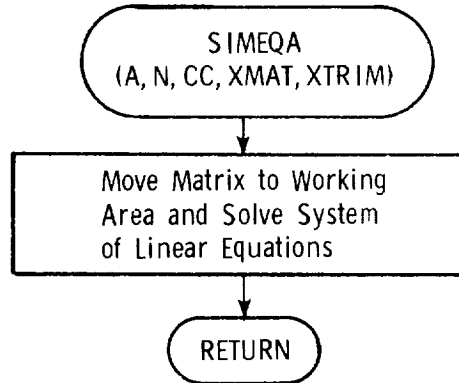 SIMEQA
(A, N, CC, XMAT, XTRIM)
Move Matrix to Working
Area and Solve System
of Linear Equations
RETURN